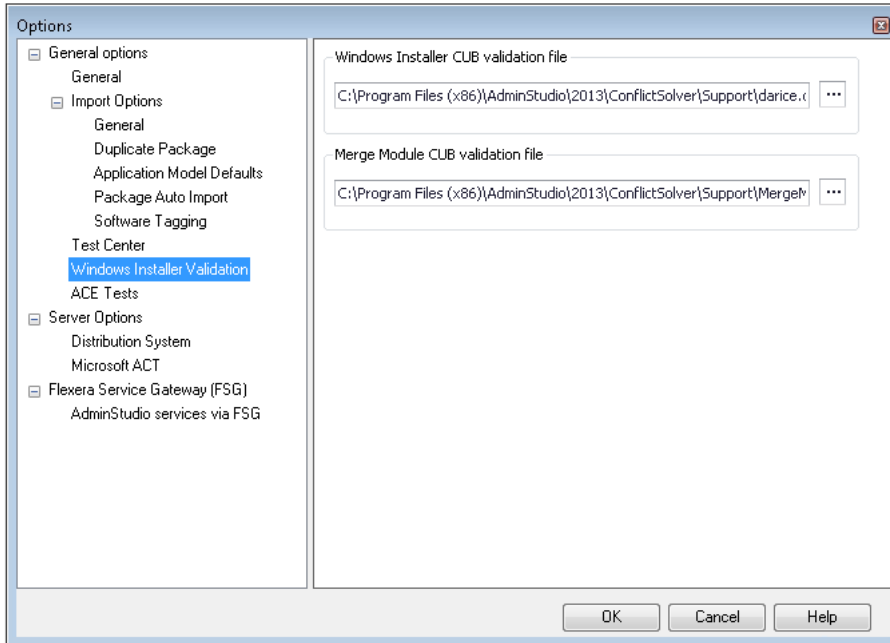 Options
General options
General
Import Options
General
Duplicate Package
Application Model Defaults
Package Auto Import
Software Tagging
Test Center
Windows Installer Validation
ACE Tests
Server Options
Distribution System
Microsoft ACT
Flexera Service Gateway (FSG)
AdminStudio services via FSG
Windows Installer CUB validation file
C:\Program Files (x86)\AdminStudio\2013\ConflictSolver\Support\darice.c
...
Merge Module CUB validation file
C:\Program Files (x86)\AdminStudio\2013\ConflictSolver\Support\MergeM
...
OK
Cancel
Help